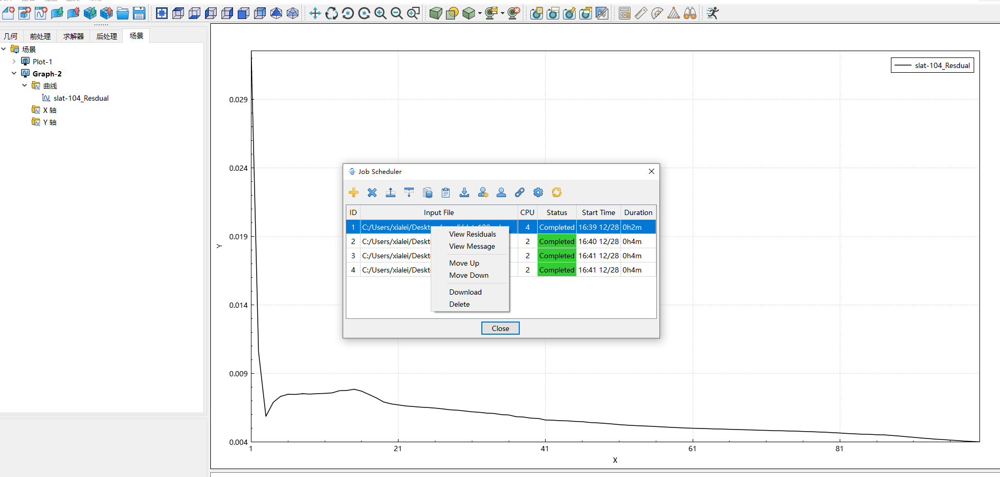 几何 前处理 求解器 后处理 场景
场景
Plot-1
Graph-2
曲线
slat-104_Resdual
X 轴
Y 轴
slat-104_Resdual
0.029
0.024
0.019
0.014
0.009
0.004
Y
1 21 41 61 81
X
Job Scheduler
ID Input File CPU Status Start Time Duration
1 C:/Users/xialei/Deskt 4 Completed 16:39 12/28 0h2m
2 C:/Users/xialei/Deskt 2 Completed 16:40 12/28 0h4m
3 C:/Users/xialei/Deskt 2 Completed 16:41 12/28 0h4m
4 C:/Users/xialei/Deskt 2 Completed 16:41 12/28 0h4m
View Residuals
View Message
Move Up
Move Down
Download
Delete
Close